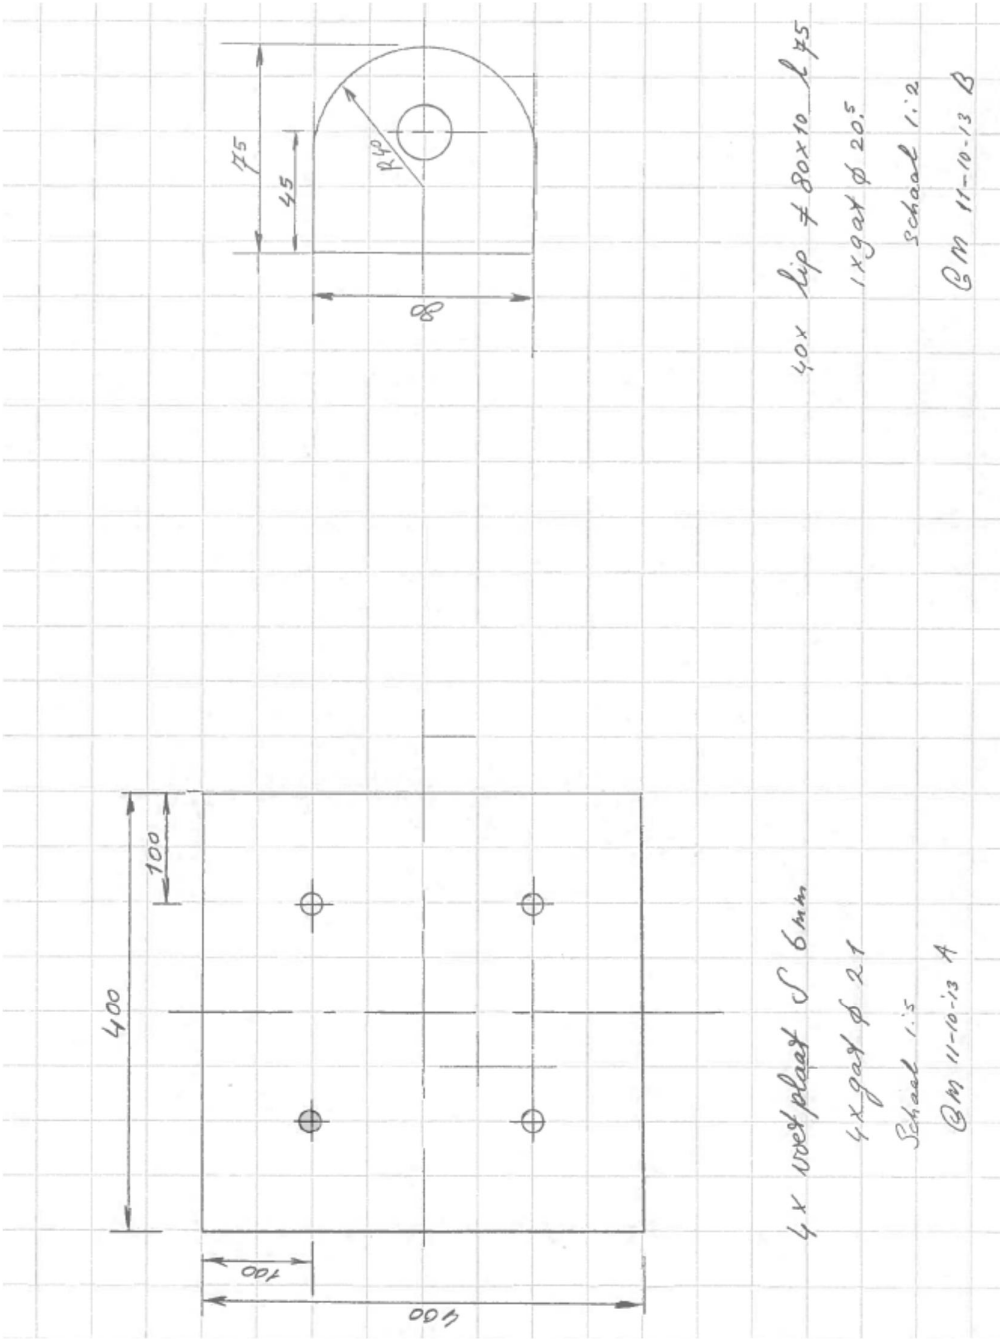 75
45
R40
80
40x lip ≠ 80x10 l 75
1x gat ø 20.5
schaal 1:2
GM 11-10-13 B
400
100
100
400
4x voetplaat S 6mm
4x gat ø 21
Schaal 1:5
GM 11-10-13 A